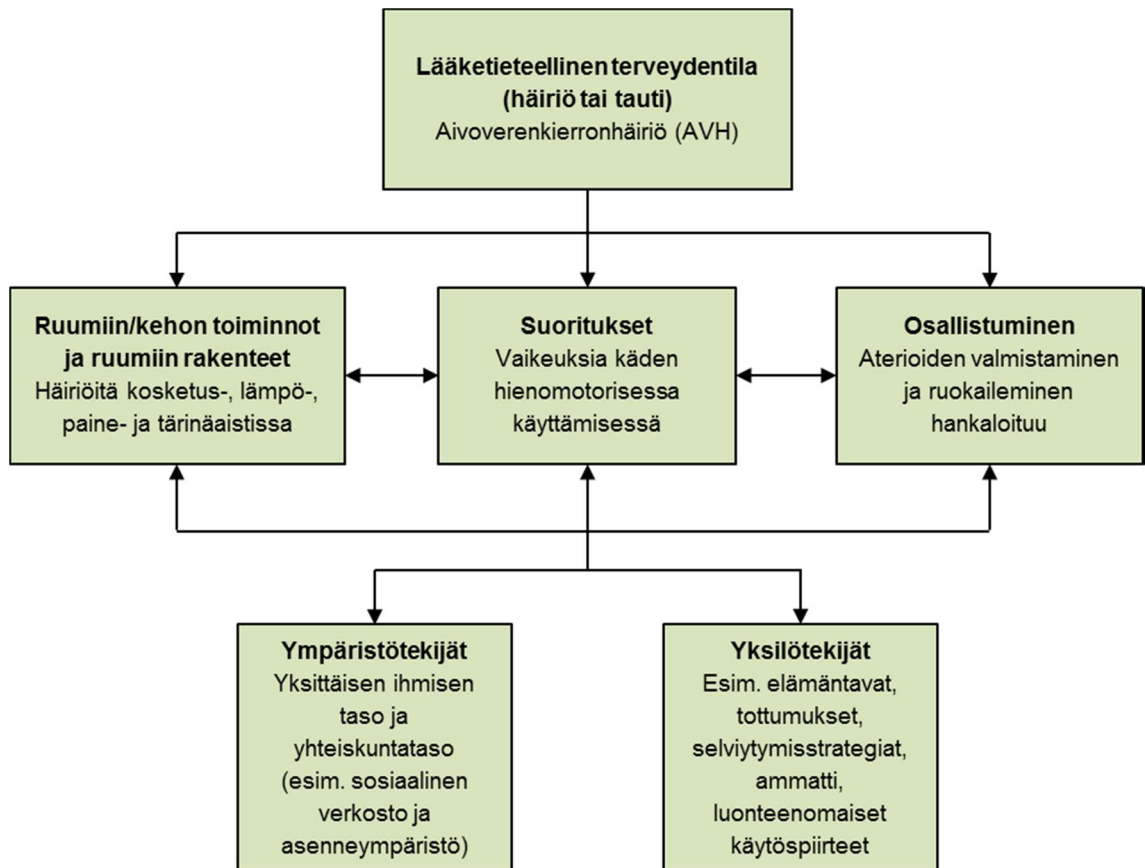 Lääketieteellinen terveydentila
(häiriö tai tauti)
Aivoverenkierronhäiriö (AVH)
Ruumiin/kehon toiminnot
ja ruumiin rakenteet
Häiriöitä kosketus-, lämpö-,
paine- ja tärinäaistissa
Suoritukset
Vaikeuksia käden
hienomotorisessa
käyttämisessä
Osallistuminen
Aterioiden valmistaminen
ja ruokaileminen
hankaloituu
Ympäristötekijät
Yksittäisen ihmisen
taso ja
yhteiskuntataso
(esim. sosiaalinen
verkosto ja
asenneympäristö)
Yksilötekijät
Esim. elämäntavat,
tottumukset,
selviytymisstrategiat,
ammatti,
luonteenomaiset
käytöspiirteet